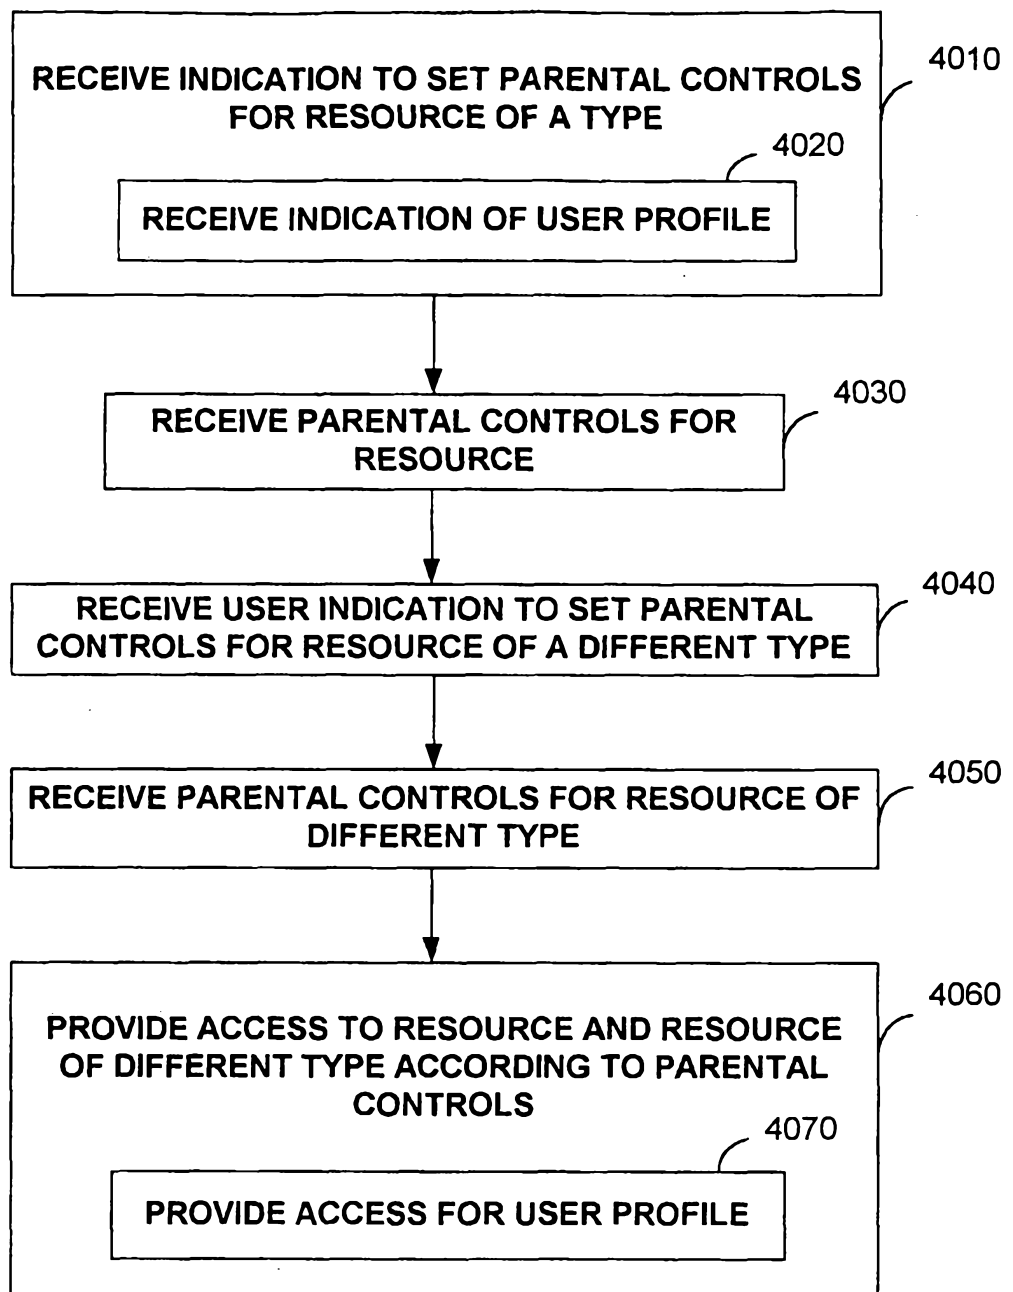 4010
RECEIVE INDICATION TO SET PARENTAL CONTROLS
FOR RESOURCE OF A TYPE
4020
RECEIVE INDICATION OF USER PROFILE
4030
RECEIVE PARENTAL CONTROLS FOR
RESOURCE
4040
RECEIVE USER INDICATION TO SET PARENTAL
CONTROLS FOR RESOURCE OF A DIFFERENT TYPE
4050
RECEIVE PARENTAL CONTROLS FOR RESOURCE OF
DIFFERENT TYPE
4060
PROVIDE ACCESS TO RESOURCE AND RESOURCE
OF DIFFERENT TYPE ACCORDING TO PARENTAL
CONTROLS
4070
PROVIDE ACCESS FOR USER PROFILE